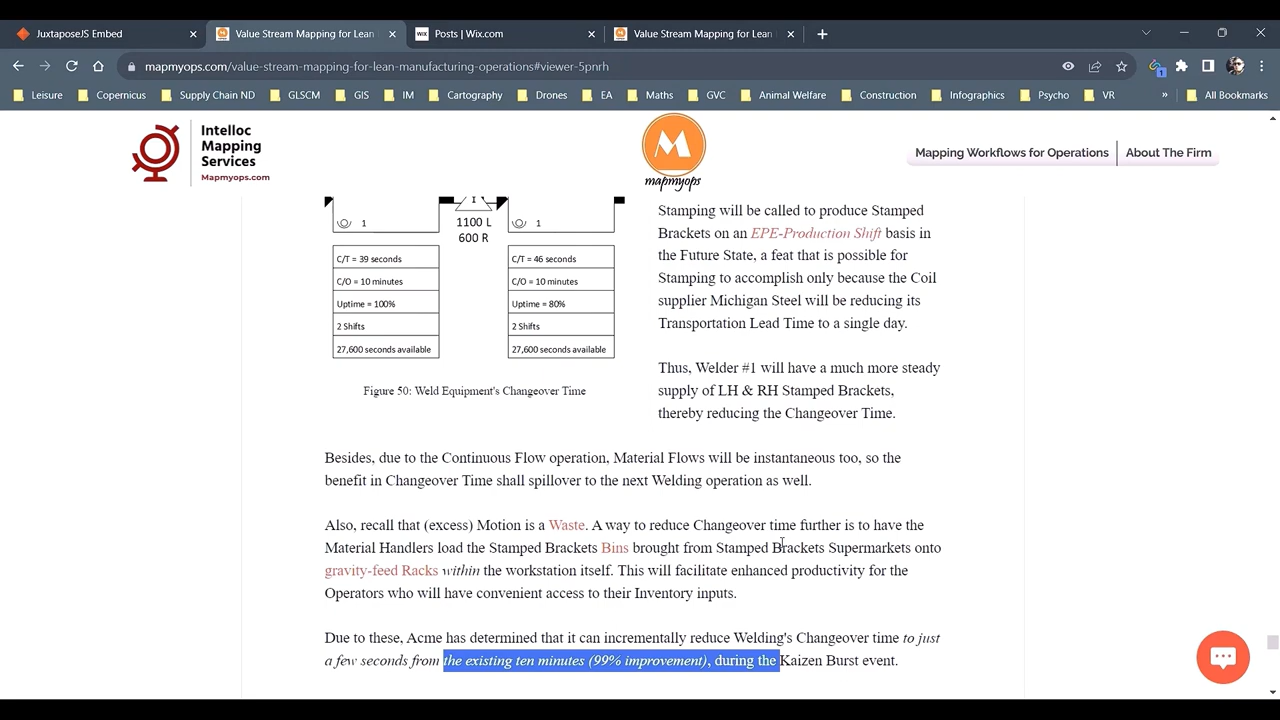 JuxtaposeJS Embed
Value Stream Mapping for Lean
Posts | Wix.com
Value Stream Mapping for Lean
mapmyops.com/value-stream-mapping-for-lean-manufacturing-operations#viewer-5pnrh
Leisure Copernicus Supply Chain ND GLSCM GIS IM Cartography Drones EA Maths GVC Animal Welfare Construction Infographics Psycho VR » All Bookmarks
Intelloc
Mapping
Services
Mapmyops.com
M
mapmyops
Mapping Workflows for Operations
About The Firm
1
I
1100 L
600 R
1
C/T = 39 seconds
C/O = 10 minutes
Uptime = 100%
2 Shifts
27,600 seconds available
C/T = 46 seconds
C/O = 10 minutes
Uptime = 80%
2 Shifts
27,600 seconds available
Figure 50: Weld Equipment's Changeover Time
Stamping will be called to produce Stamped
Brackets on an EPE-Production Shift basis in
the Future State, a feat that is possible for
Stamping to accomplish only because the Coil
supplier Michigan Steel will be reducing its
Transportation Lead Time to a single day.
Thus, Welder #1 will have a much more steady
supply of LH & RH Stamped Brackets,
thereby reducing the Changeover Time.
Besides, due to the Continuous Flow operation, Material Flows will be instantaneous too, so the
benefit in Changeover Time shall spillover to the next Welding operation as well.
Also, recall that (excess) Motion is a Waste. A way to reduce Changeover time further is to have the
Material Handlers load the Stamped Brackets Bins brought from Stamped Brackets Supermarkets onto
gravity-feed Racks within the workstation itself. This will facilitate enhanced productivity for the
Operators who will have convenient access to their Inventory inputs.
Due to these, Acme has determined that it can incrementally reduce Welding's Changeover time to just
a few seconds from the existing ten minutes (99% improvement), during the Kaizen Burst event.